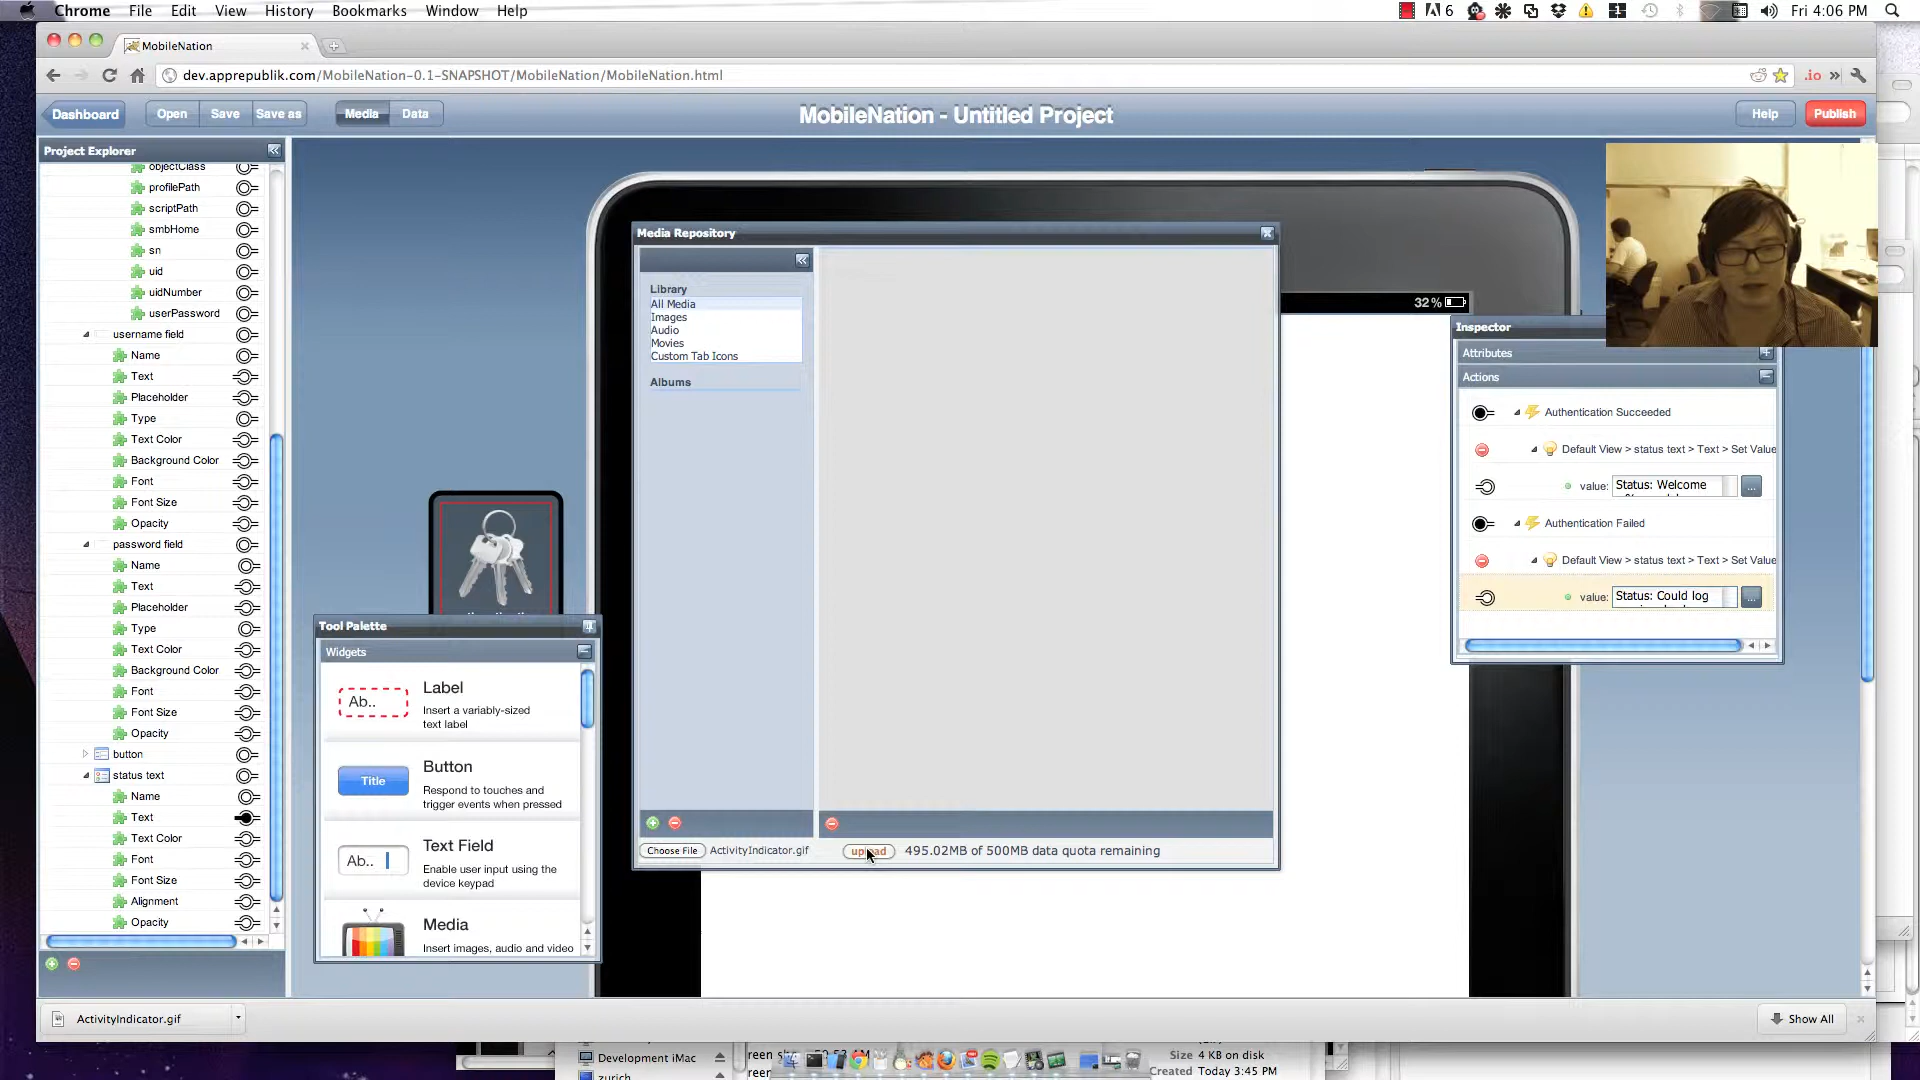 Chrome File Edit View History Bookmarks Window Help
6 Fri 4:06 PM
MobileNation
dev.apprepublik.com/MobileNation-0.1-SNAPSHOT/MobileNation/MobileNation.html
.io »
Dashboard Open Save Save as Media Data
MobileNation - Untitled Project
Help Publish
Project Explorer
objectClass
profilePath
scriptPath
smbHome
sn
uid
uidNumber
userPassword
username field
Name
Text
Placeholder
Type
Text Color
Background Color
Font
Font Size
Opacity
password field
Name
Text
Placeholder
Type
Text Color
Background Color
Font
Font Size
Opacity
button
status text
Name
Text
Text Color
Font
Font Size
Alignment
Opacity
Tool Palette
Widgets
Ab..
Label
Insert a variably-sized
text label
Title
Button
Respond to touches and
trigger events when pressed
Ab..
Text Field
Enable user input using the
device keypad
Media
Insert images, audio and video
Media Repository
Library
All Media
Images
Audio
Movies
Custom Tab Icons
Albums
Choose File ActivityIndicator.gif upload 495.02MB of 500MB data quota remaining
32%
Inspector
Attributes
Actions
Authentication Succeeded
Default View > status text > Text > Set Value
value: Status: Welcome ...
Authentication Failed
Default View > status text > Text > Set Value
value: Status: Could log ...
ActivityIndicator.gif
Show All
Development iMac
zurich
Size 4 KB on disk
Created Today 3:45 PM